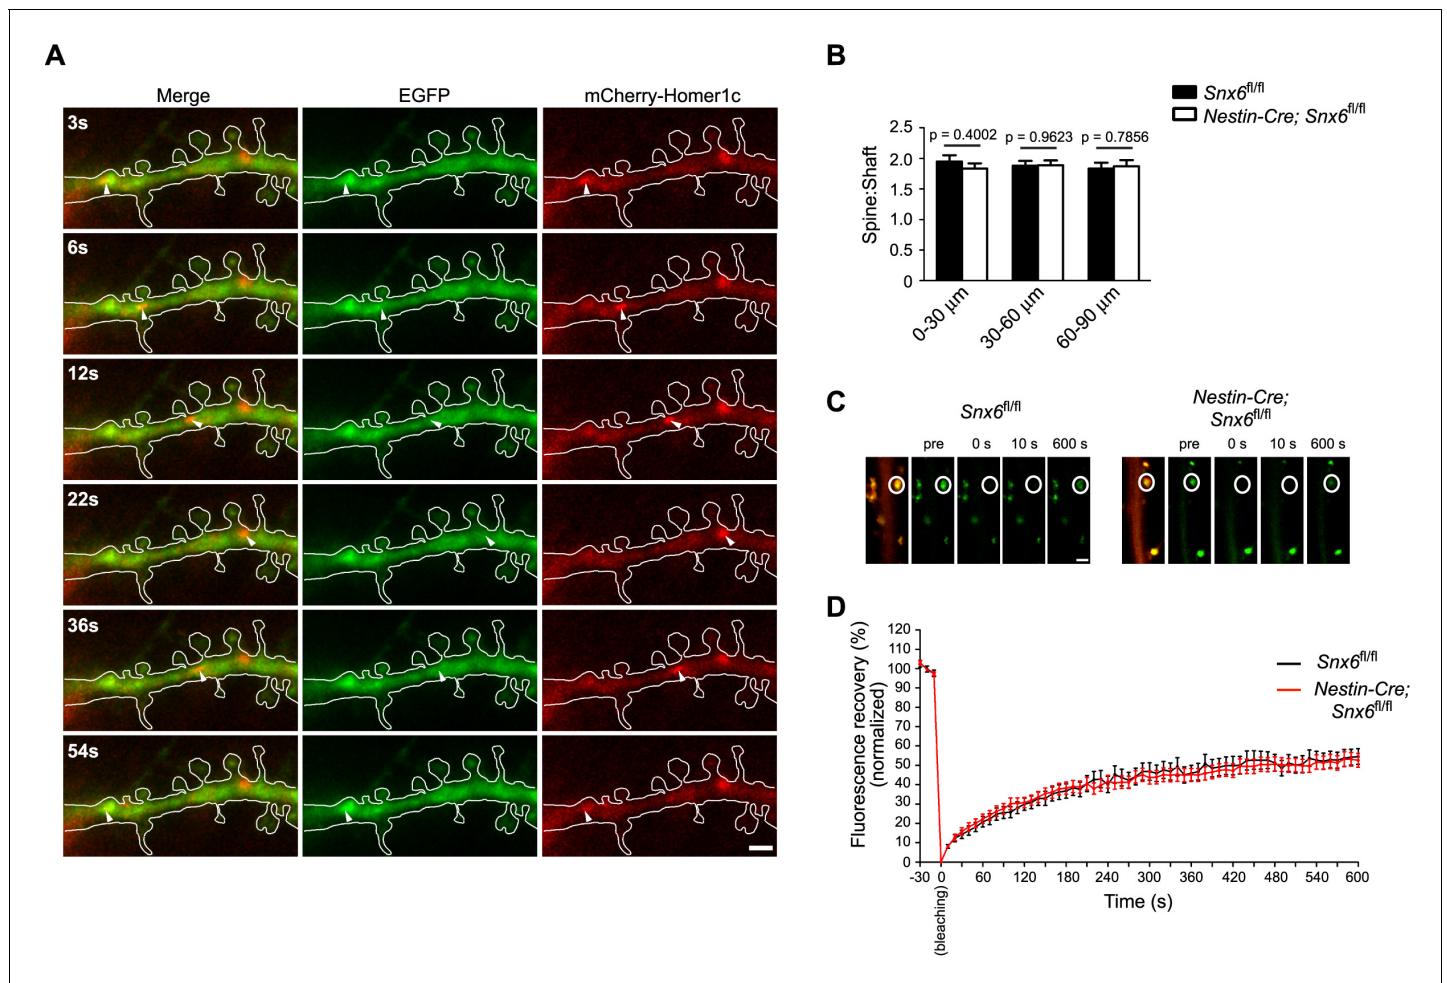 A
Merge EGFP mCherry-Homer1c
3s
6s
12s
22s
36s
54s
B
Snx6fl/fl
Nestin-Cre; Snx6fl/fl
Spine:Shaft
2.5
2.0
1.5
1.0
0.5
0
p = 0.4002 p = 0.9623 p = 0.7856
0-30 μm 30-60 μm 60-90 μm
C
Snx6fl/fl
pre 0 s 10 s 600 s
Nestin-Cre;
Snx6fl/fl
pre 0 s 10 s 600 s
D
Fluorescence recovery (%)
(normalized)
120
110
100
90
80
70
60
50
40
30
20
10
0
-30 0 60 120 180 240 300 360 420 480 540 600
(bleaching)
Time (s)
Snx6fl/fl
Nestin-Cre;
Snx6fl/fl